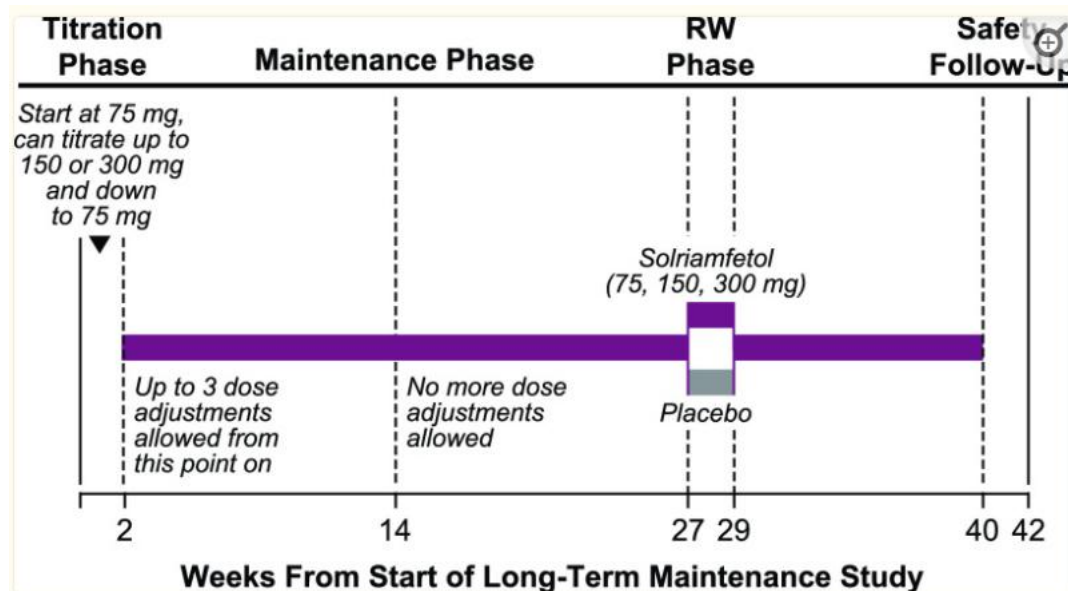 Titration
Phase
Maintenance Phase
RW
Phase
Safety
Follow-Up
Start at 75 mg,
can titrate up to
150 or 300 mg
and down
to 75 mg
Solriamfetol
(75, 150, 300 mg)
Up to 3 dose
adjustments
allowed from
this point on
No more dose
adjustments
allowed
Placebo
2 14 27 29 40 42
Weeks From Start of Long-Term Maintenance Study